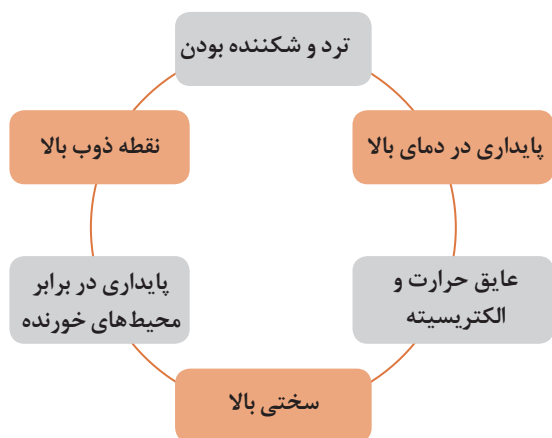 ترد و شکننده بودن
پایداری در دمای بالا
نقطه ذوب بالا
عایق حرارت و
الکتریسیته
پایداری در برابر
محیط‌های خورنده
سختی بالا